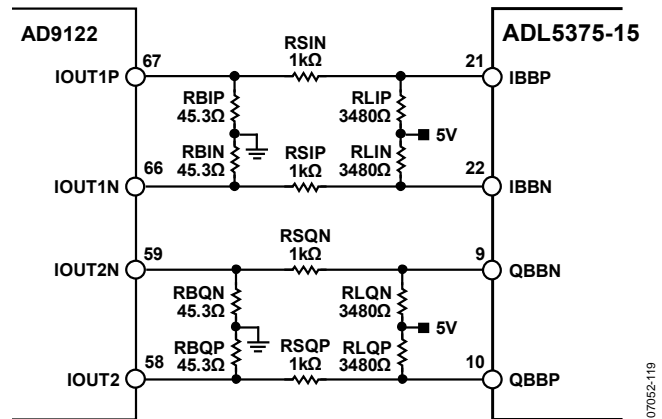 AD9122
ADL5375-15
IOUT1P
67
RSIN
1kΩ
21
IBBP
RBIP
45.3Ω
RLIP
3480Ω
5V
RBIN
45.3Ω
RSIP
1kΩ
RLIN
3480Ω
IOUT1N
66
22
IBBN
IOUT2N
59
RSQN
1kΩ
9
QBBN
RBQN
45.3Ω
RLQN
3480Ω
5V
RBQP
45.3Ω
RSQP
1kΩ
RLQP
3480Ω
IOUT2
58
10
QBBP
07052-119